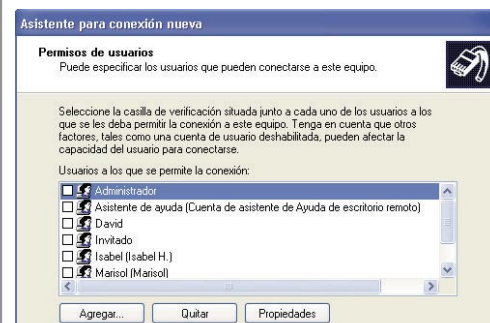 Asistente para conexión nueva
Permisos de usuarios
Puede especificar los usuarios que pueden conectarse a este equipo.
Seleccione la casilla de verificación situada junto a cada uno de los usuarios a los
que se les deba permitir la conexión a este equipo. Tenga en cuenta que otros
factores, tales como una cuenta de usuario deshabilitada, pueden afectar la
capacidad del usuario para conectarse.
Usuarios a los que se permite la conexión:
Administrador
Asistente de ayuda (Cuenta de asistente de Ayuda de escritorio remoto)
David
Invitado
Isabel (Isabel H.)
Marisol (Marisol)
Agregar... Quitar Propiedades